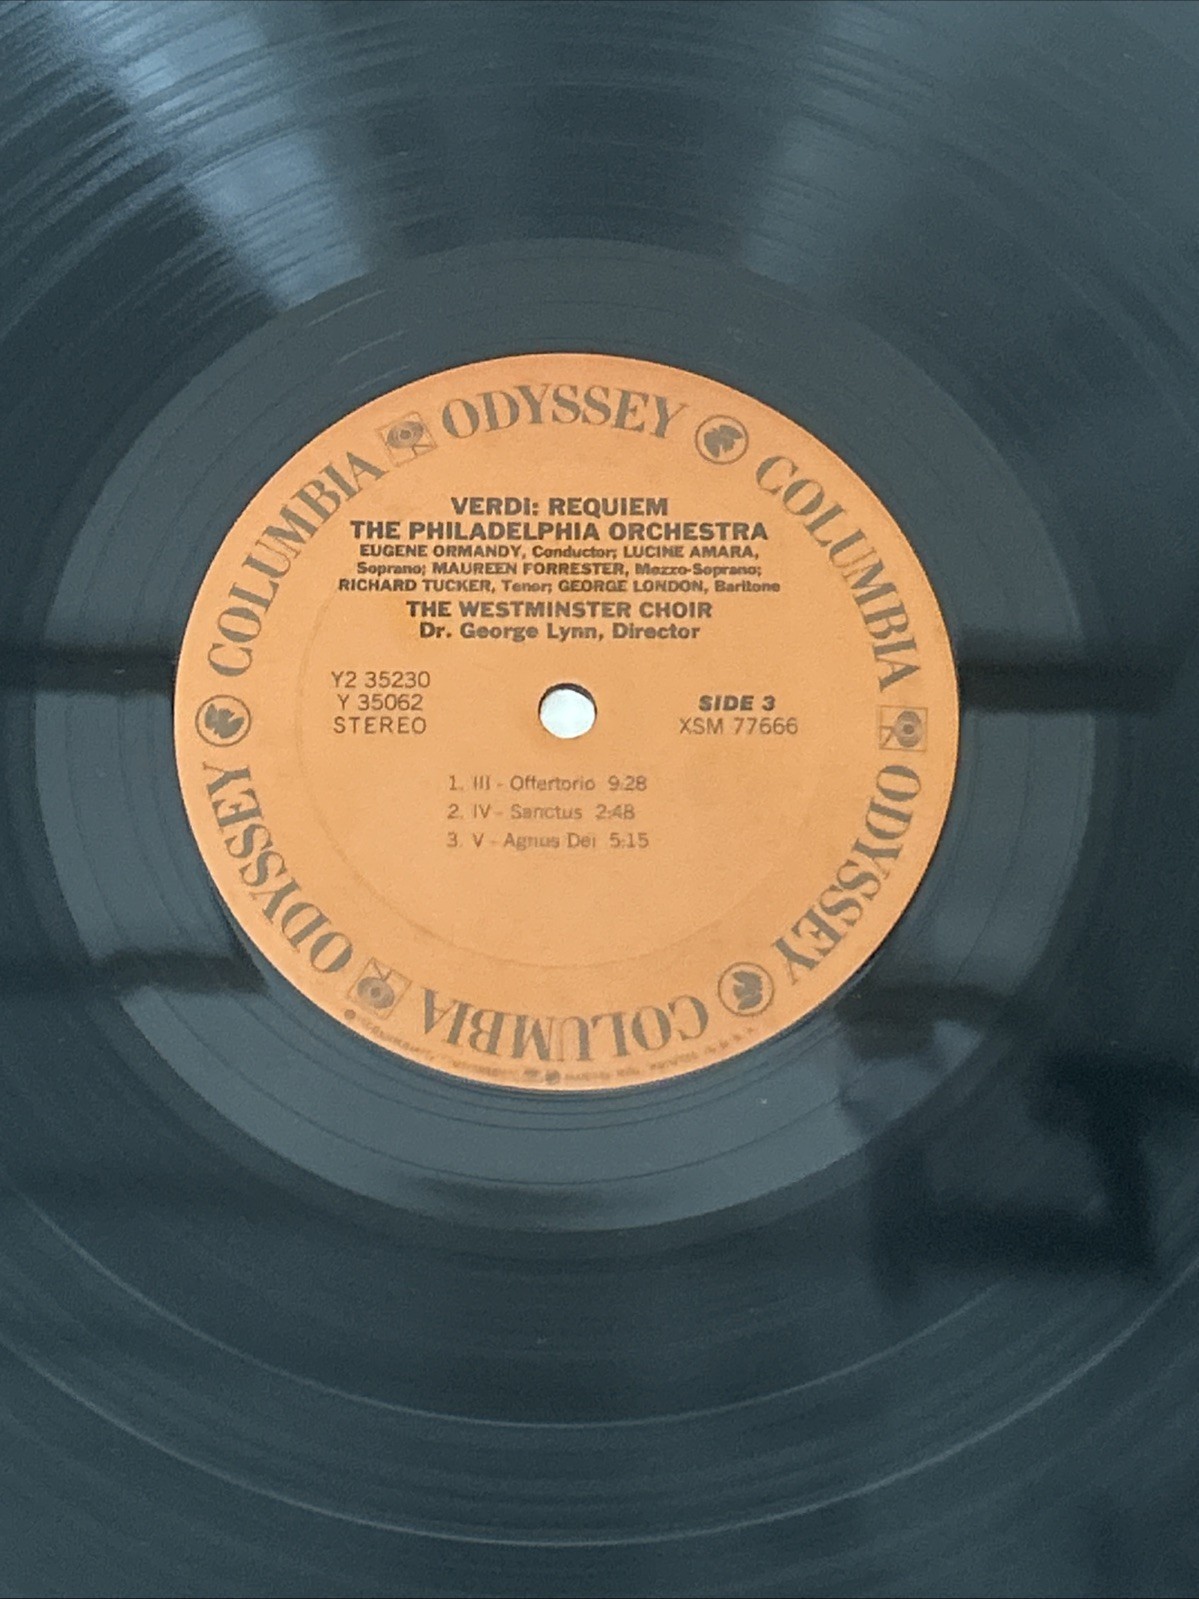 ODYSSEY
COLUMBIA
ODYSSEY
COLUMBIA
ODYSSEY
COLUMBIA
VERDI: REQUIEM
THE PHILADELPHIA ORCHESTRA
EUGENE ORMANDY, Conductor; LUCINE AMARA,
Soprano; MAUREEN FORRESTER, Mezzo-Soprano;
RICHARD TUCKER, Tenor; GEORGE LONDON, Baritone
THE WESTMINSTER CHOIR
Dr. George Lynn, Director
Y2 35230
Y 35062
STEREO
SIDE 3
XSM 77666
1. III - Offertorio 9:28
2. IV - Sanctus 2:48
3. V - Agnus Dei 5:15